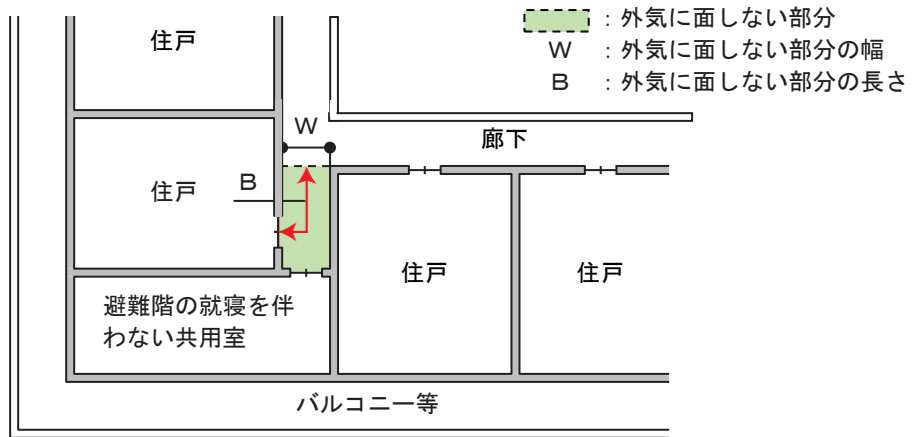 ：外気に面しない部分
W ：外気に面しない部分の幅
B ：外気に面しない部分の長さ
住戸
W
廊下
B
住戸
住戸
住戸
避難階の就寝を伴
わない共用室
バルコニー等